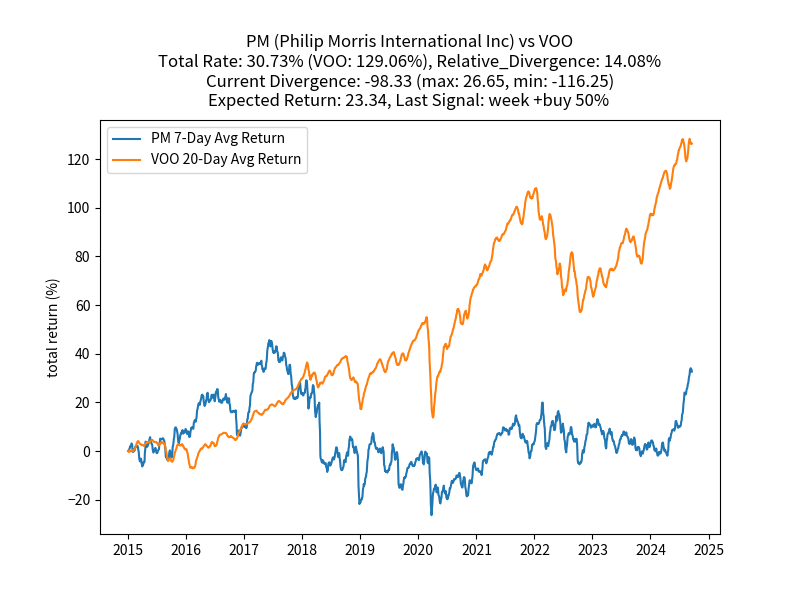 PM (Philip Morris International Inc) vs VOO
Total Rate: 30.73% (VOO: 129.06%), Relative_Divergence: 14.08%
Current Divergence: -98.33 (max: 26.65, min: -116.25)
Expected Return: 23.34, Last Signal: week +buy 50%
PM 7-Day Avg Return
VOO 20-Day Avg Return
total return (%)
120
100
80
60
40
20
0
−20
2015 2016 2017 2018 2019 2020 2021 2022 2023 2024 2025